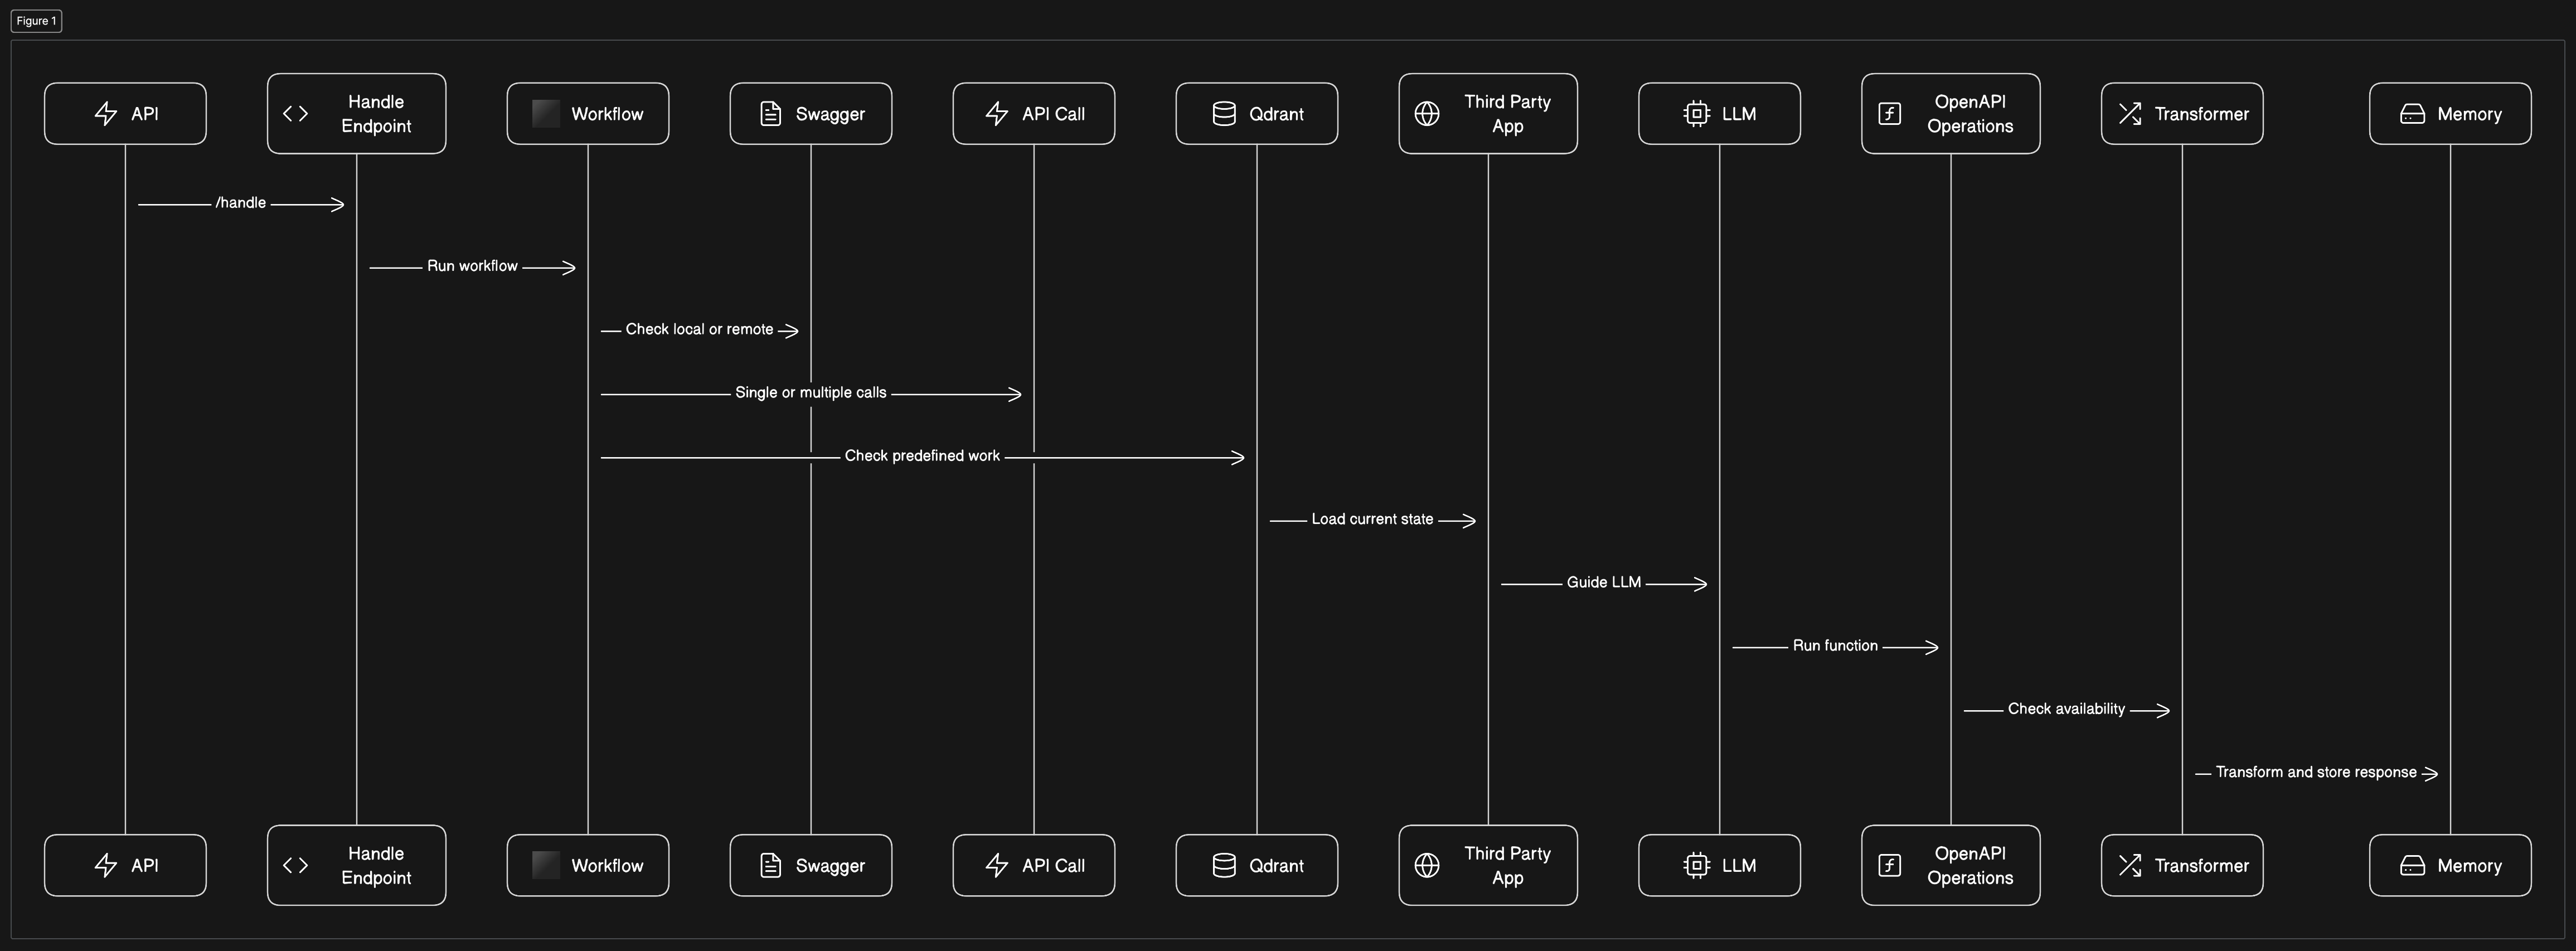 Figure 1
API
Handle
Endpoint
Workflow
Swagger
API Call
Qdrant
Third Party
App
LLM
OpenAPI
Operations
Transformer
Memory
/handle
Run workflow
Check local or remote
Single or multiple calls
Check predefined work
Load current state
Guide LLM
Run function
Check availability
Transform and store response
API
Handle
Endpoint
Workflow
Swagger
API Call
Qdrant
Third Party
App
LLM
OpenAPI
Operations
Transformer
Memory